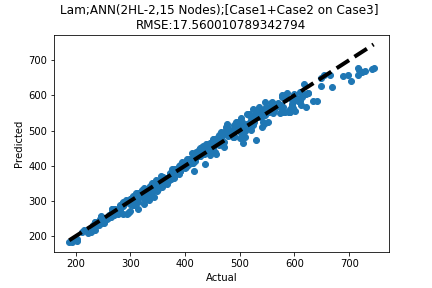 Lam;ANN(2HL-2,15 Nodes);[Case1+Case2 on Case3]
RMSE:17.560010789342794
Predicted
700
600
500
400
300
200
200 300 400 500 600 700
Actual